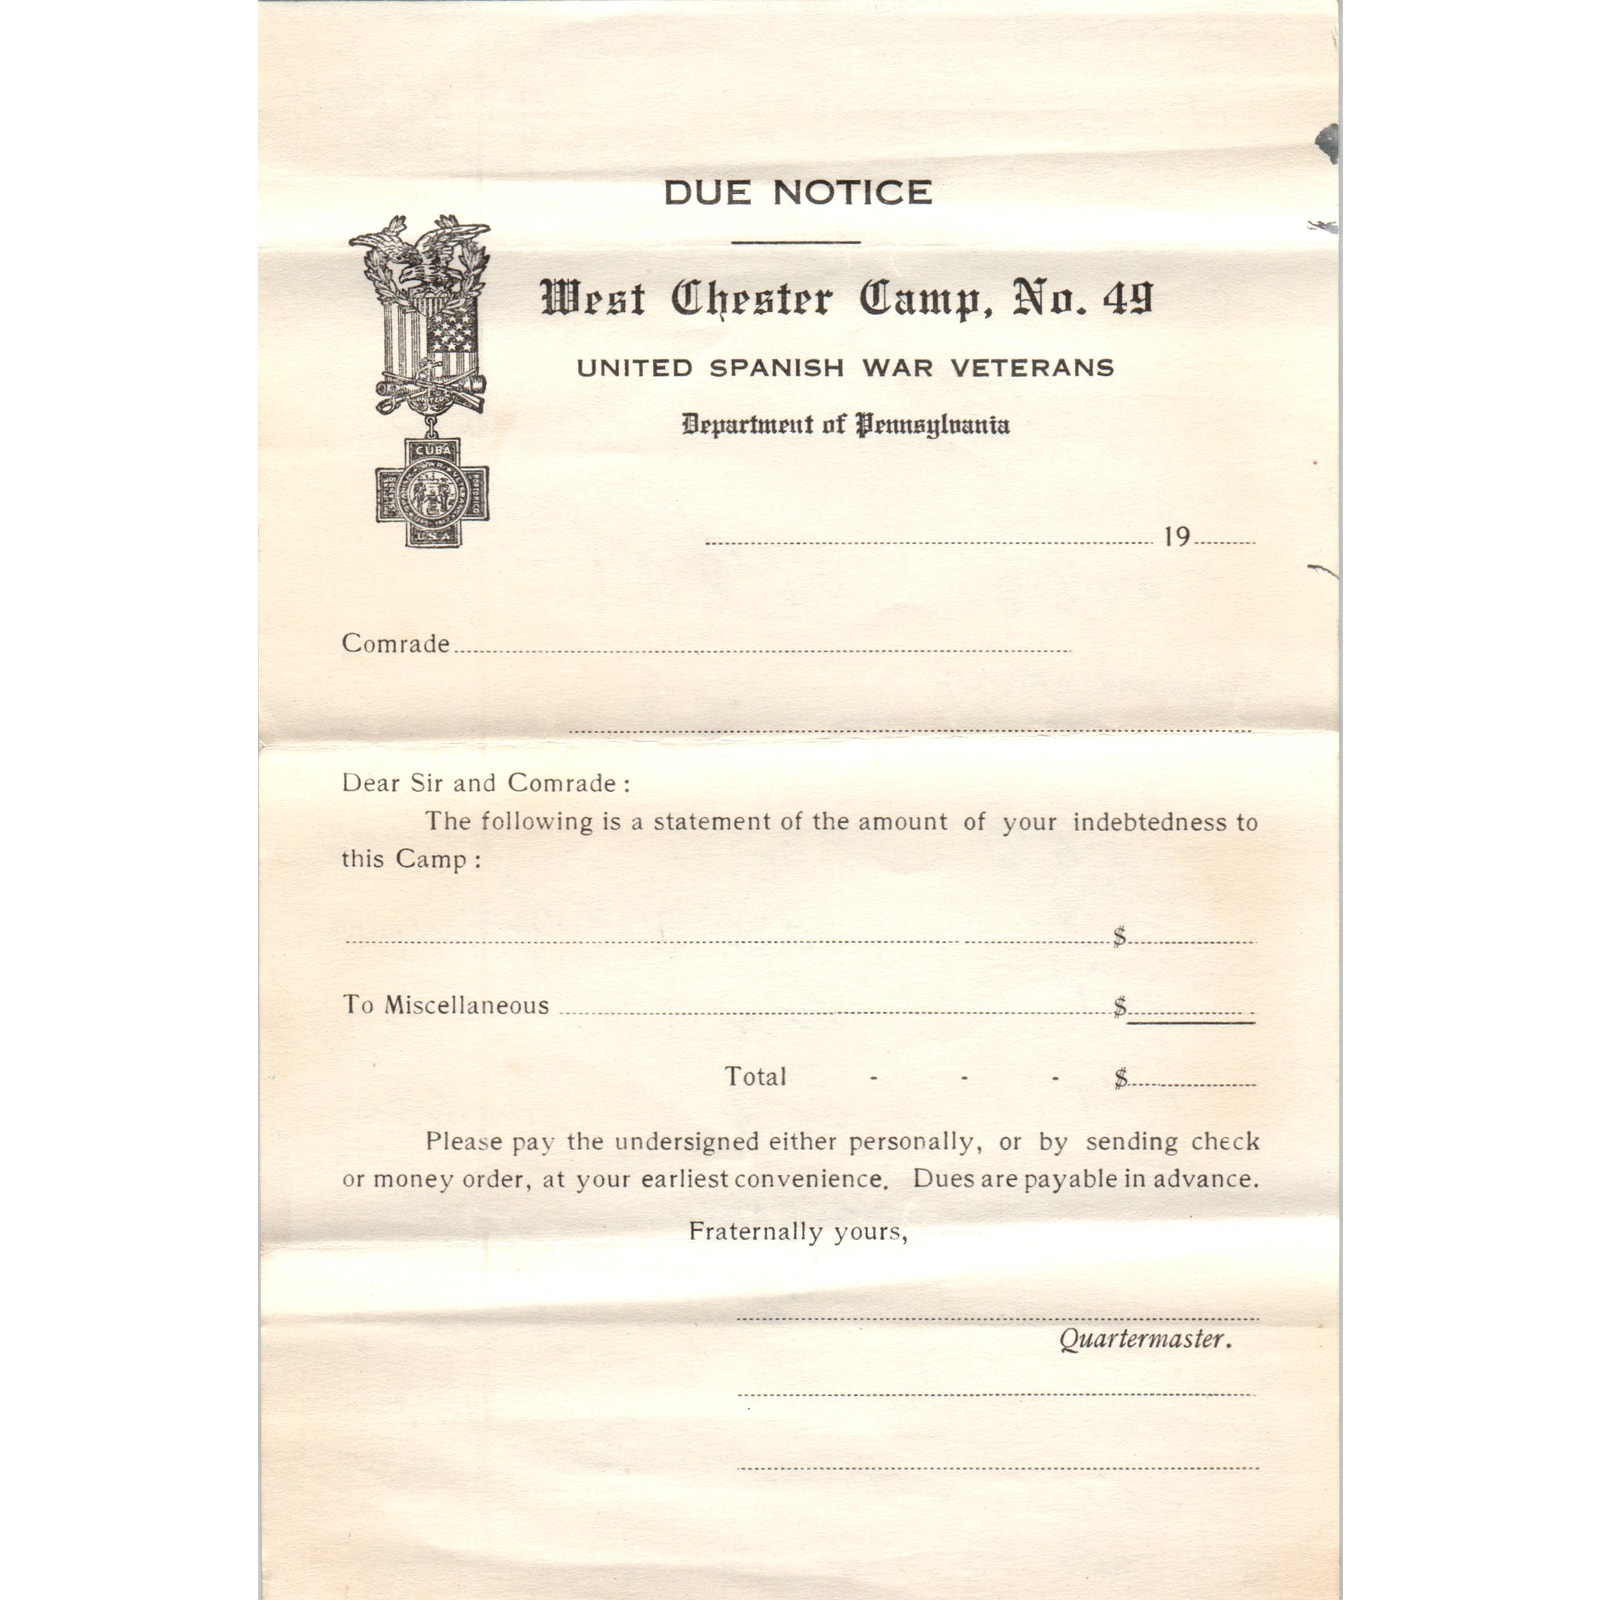 DUE NOTICE
West Chester Camp, No. 49
UNITED SPANISH WAR VETERANS
Department of Pennsylvania
UNITED
CUBA
WAR
U.S.A
19
Comrade
Dear Sir and Comrade :
The following is a statement of the amount of your indebtedness to
this Camp :
$
To Miscellaneous $
Total - - - $
Please pay the undersigned either personally, or by sending check
or money order, at your earliest convenience. Dues are payable in advance.
Fraternally yours,
Quartermaster.